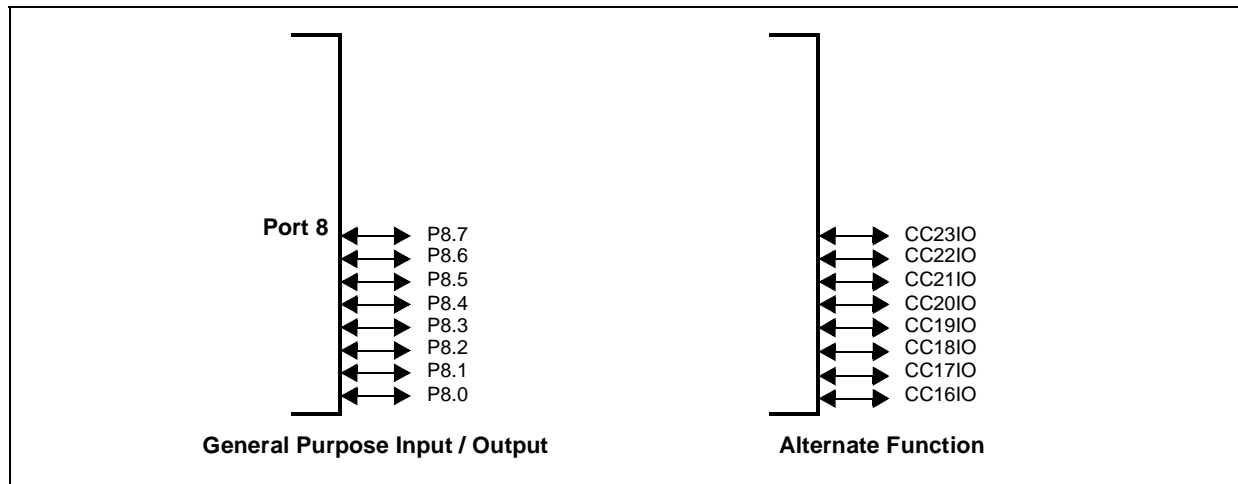 Port 8
P8.7
P8.6
P8.5
P8.4
P8.3
P8.2
P8.1
P8.0
General Purpose Input / Output
CC23IO
CC22IO
CC21IO
CC20IO
CC19IO
CC18IO
CC17IO
CC16IO
Alternate Function